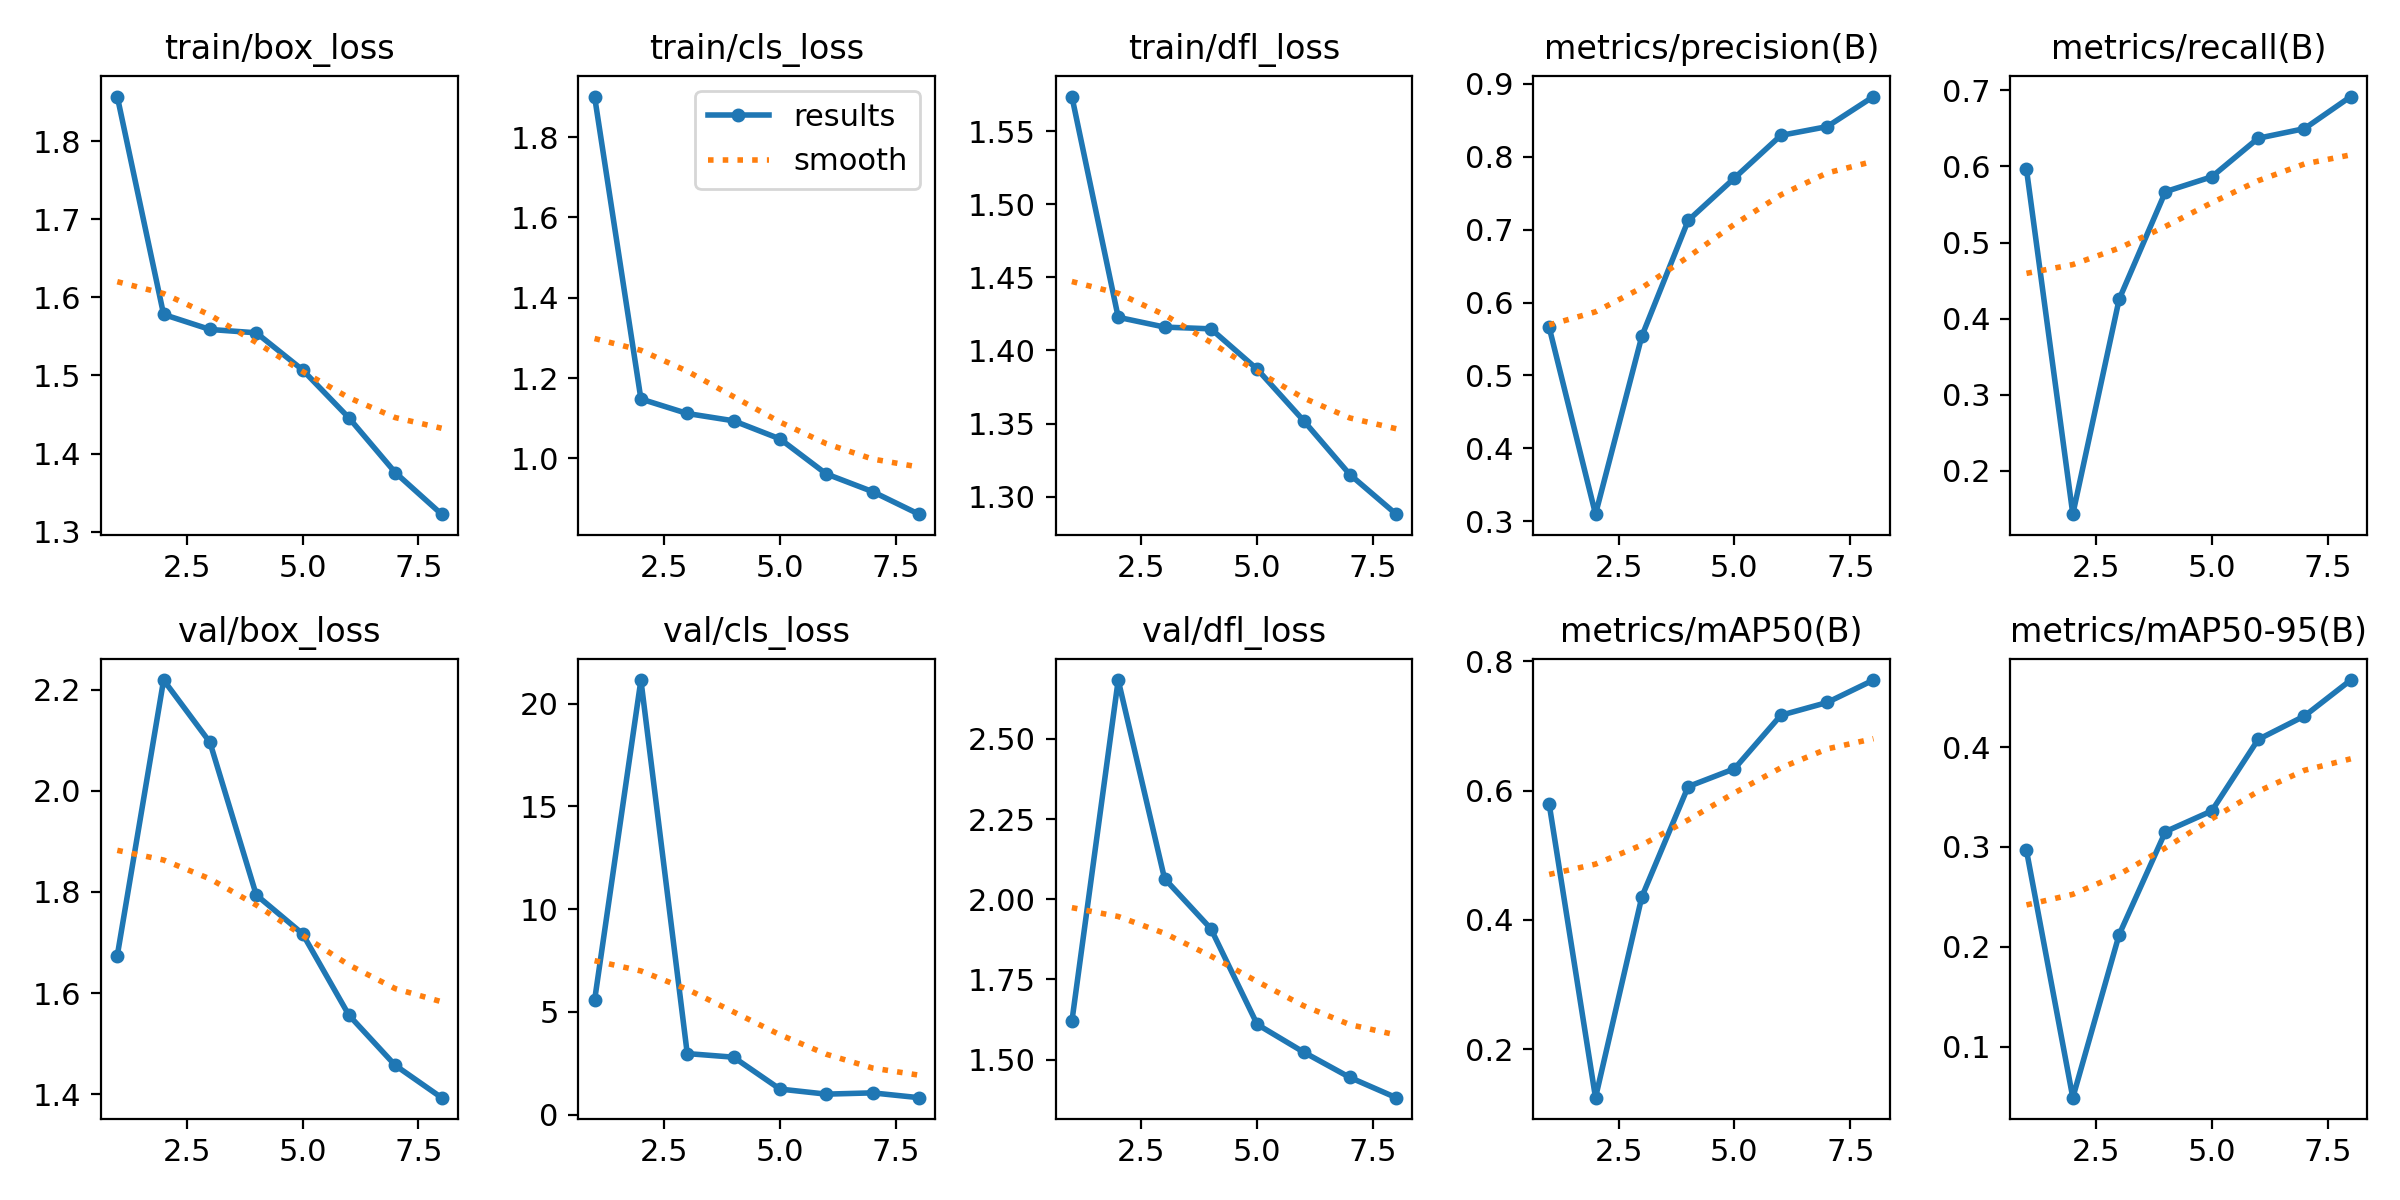 train/box_loss
1.8
1.7
1.6
1.5
1.4
1.3
2.5 5.0 7.5
train/cls_loss
results
smooth
1.8
1.6
1.4
1.2
1.0
2.5 5.0 7.5
train/dfl_loss
1.55
1.50
1.45
1.40
1.35
1.30
2.5 5.0 7.5
metrics/precision(B)
0.9
0.8
0.7
0.6
0.5
0.4
0.3
2.5 5.0 7.5
metrics/recall(B)
0.7
0.6
0.5
0.4
0.3
0.2
2.5 5.0 7.5
val/box_loss
2.2
2.0
1.8
1.6
1.4
2.5 5.0 7.5
val/cls_loss
20
15
10
5
0
2.5 5.0 7.5
val/dfl_loss
2.50
2.25
2.00
1.75
1.50
2.5 5.0 7.5
metrics/mAP50(B)
0.8
0.6
0.4
0.2
2.5 5.0 7.5
metrics/mAP50-95(B)
0.4
0.3
0.2
0.1
2.5 5.0 7.5